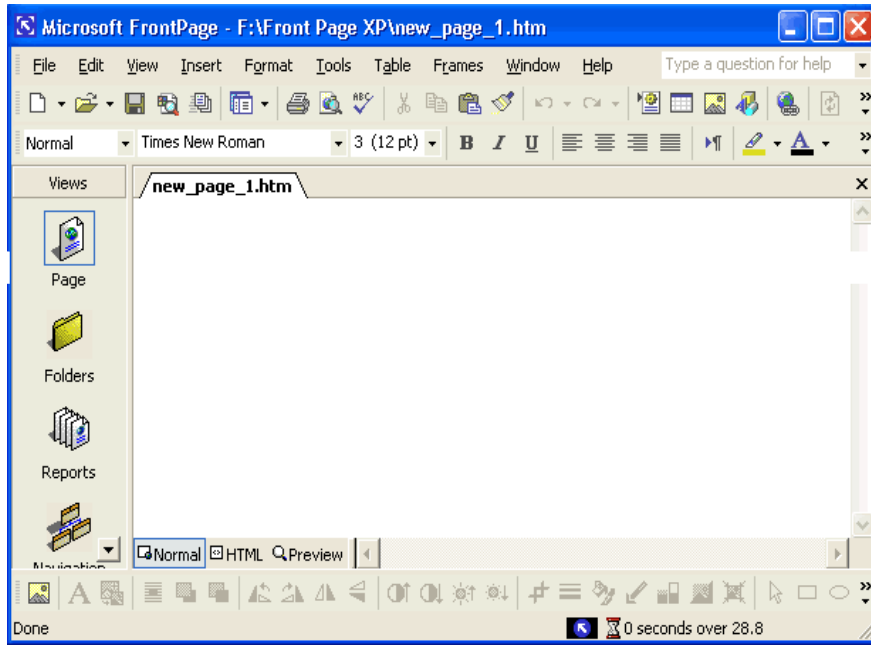 Microsoft FrontPage - F:\Front Page XP\new_page_1.htm
File Edit View Insert Format Tools Table Frames Window Help Type a question for help
ABC
Normal Times New Roman 3 (12 pt) B I U A
Views new_page_1.htm
Page
Folders
Reports
Navigation
Normal HTML Preview
A
Done 0 seconds over 28.8